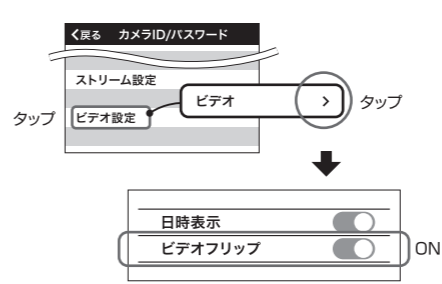 く戻る カメラID/パスワード
ストリーム設定
タップ
ビデオ設定
ビデオ >
タップ
日時表示
ビデオフリップ
ON